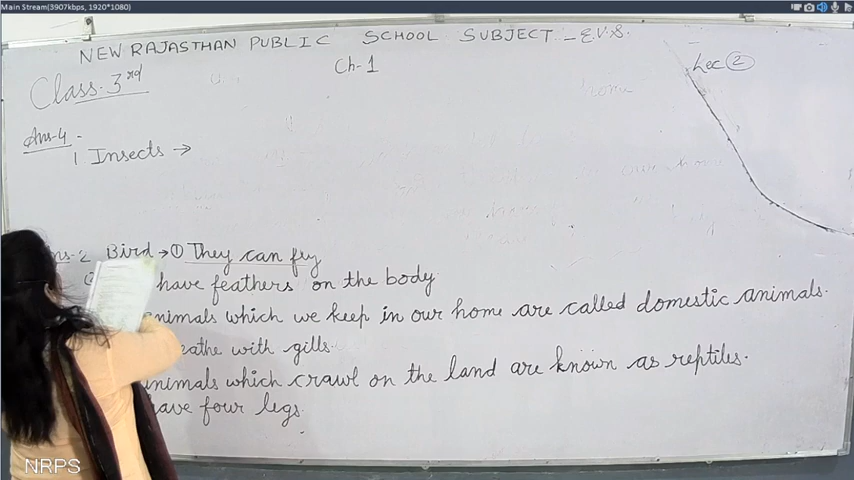 Main Stream(3907kbps, 1920*1080)
NEW RAJASTHAN PUBLIC SCHOOL SUBJECT - E.V.S.
Class. 3rd Ch-1 Lec 2
Ans-4
1. Insects →
2 Bird → ① They can fly
have feathers on the body
animals which we keep in our home are called domestic animals.
with gills.
animals which crawl on the land are known as reptiles.
have four legs
NRPS